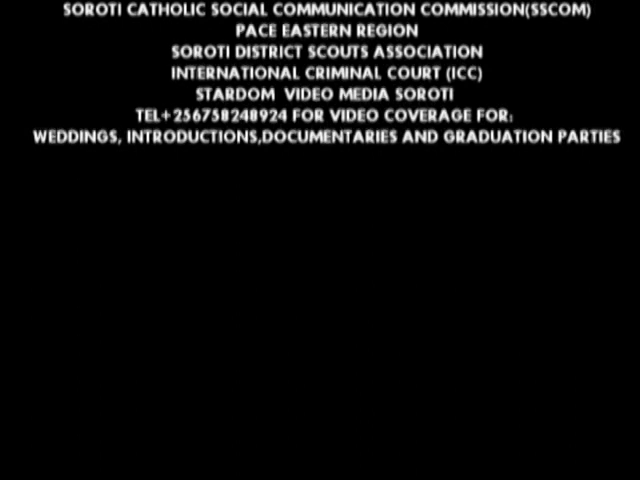 SOROTI CATHOLIC SOCIAL COMMUNICATION COMMISSION(SSCOM)
PACE EASTERN REGION
SOROTI DISTRICT SCOUTS ASSOCIATION
INTERNATIONAL CRIMINAL COURT (ICC)
STARDOM VIDEO MEDIA SOROTI
TEL+256758248924 FOR VIDEO COVERAGE FOR:
WEDDINGS, INTRODUCTIONS,DOCUMENTARIES AND GRADUATION PARTIES